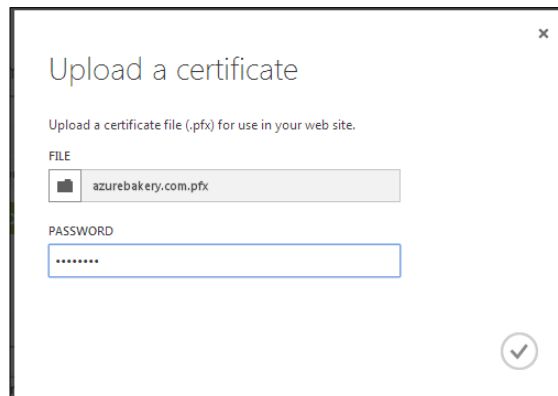 Upload a certificate
Upload a certificate file (.pfx) for use in your web site.
FILE
azurebakery.com.pfx
PASSWORD
••••••••